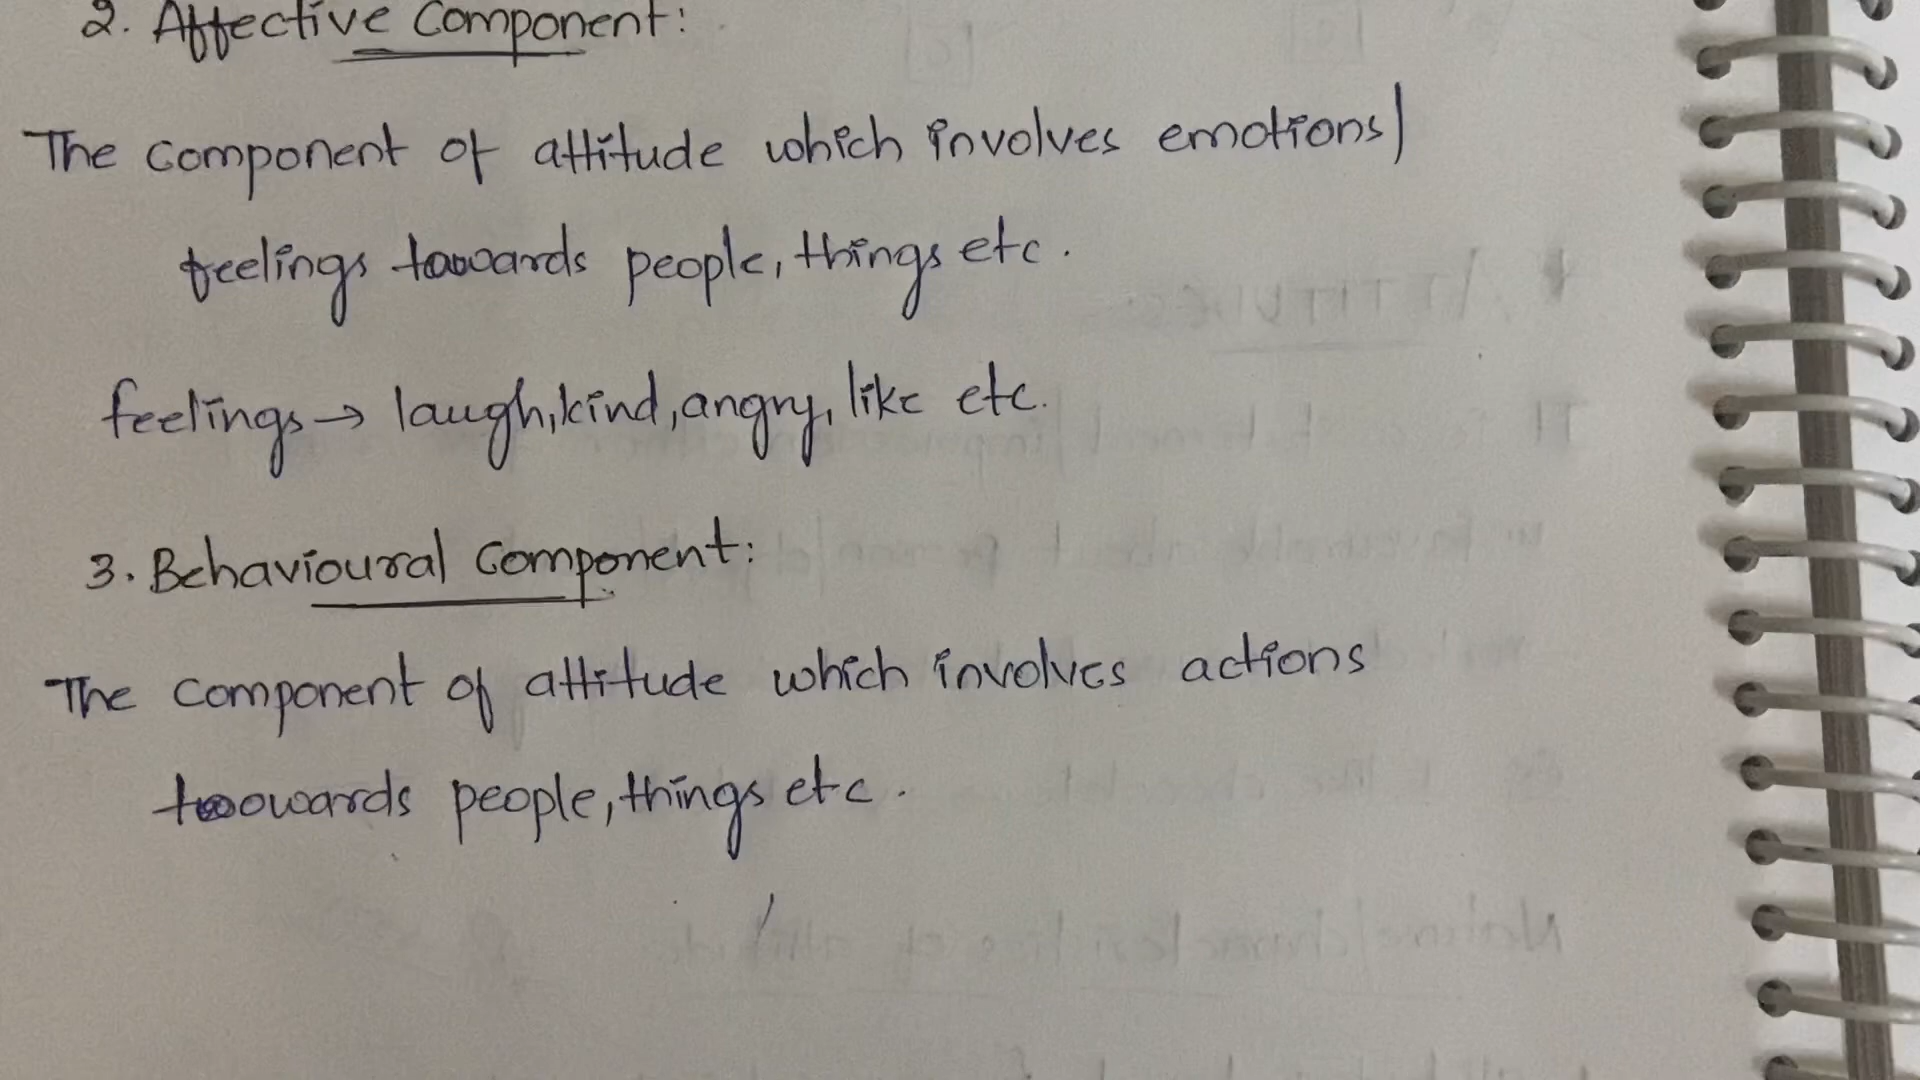 2. Affective Component:
The component of attitude which involves emotions/
feelings towards people, things etc.
feelings → laugh, kind, angry, like etc.
3. Behavioural Component:
The component of attitude which involves actions
towards people, things etc.